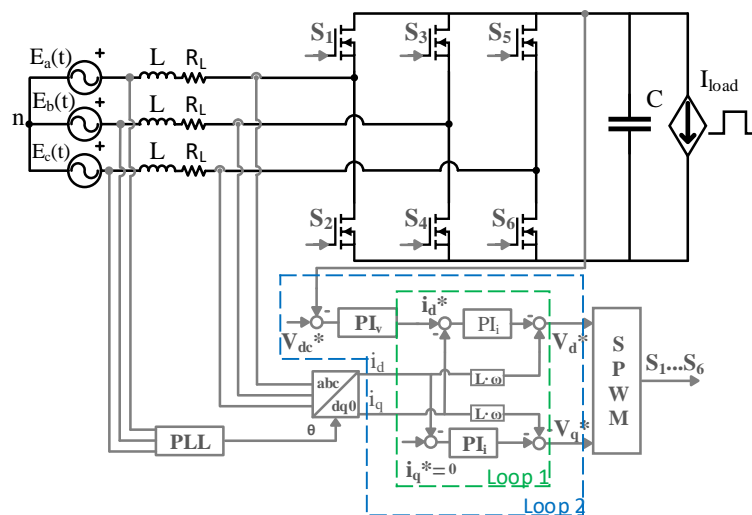 S1 S3 S5
Ea(t) + L RL
Eb(t) + L RL
n
Ec(t) + L RL
C Iload
S2 S4 S6
Vdc* - PIv id* - PIi - Vd*
id
iq
abc
dq0
θ
PLL
L·ω
L·ω
- PIi - - Vq*
iq*=0
Loop 1
Loop 2
S
P
W
M
S1...S6